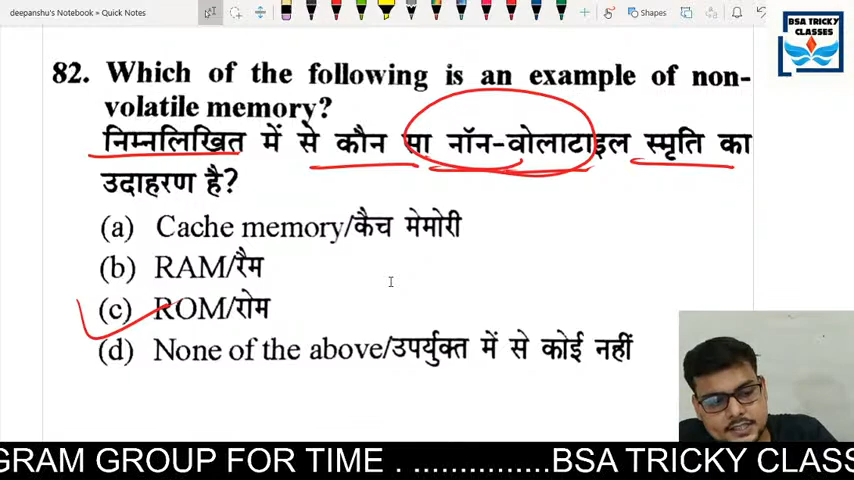 deepanshu's Notebook » Quick Notes
Shapes
BSA TRICKY
CLASSES
82. Which of the following is an example of non-
volatile memory?
निम्नलिखित में से कौन सा नॉन-वोलाटाइल स्मृति का
उदाहरण है?
(a) Cache memory/कैच मेमोरी
(b) RAM/रैम
(c) ROM/रोम
(d) None of the above/उपर्युक्त में से कोई नहीं
GRAM GROUP FOR TIME . ...............BSA TRICKY CLASS